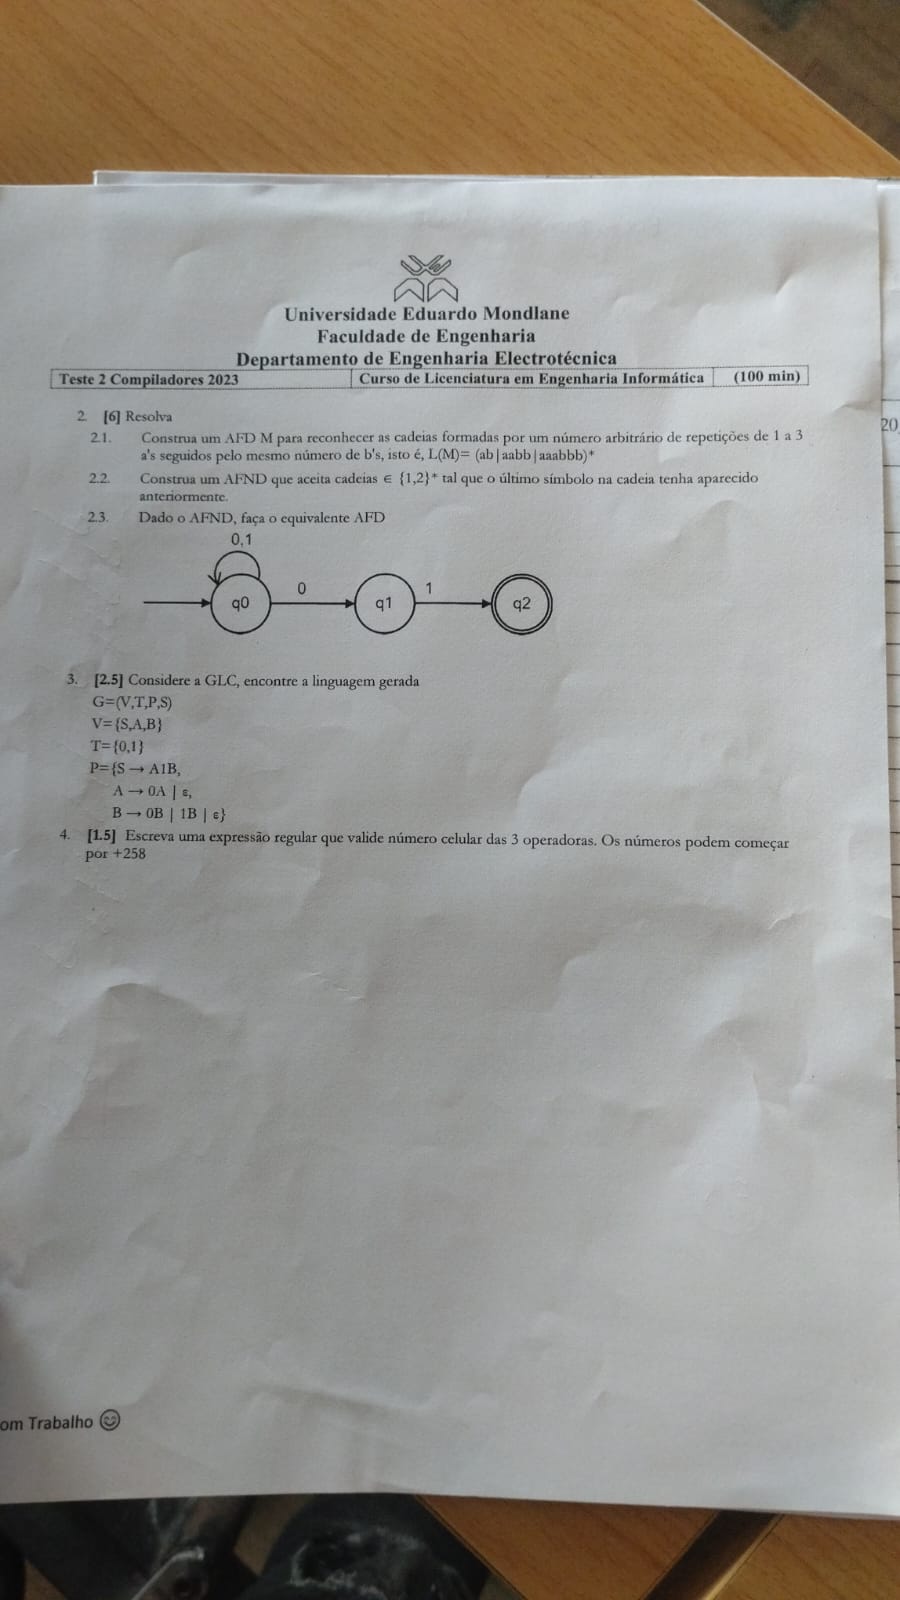 Universidade Eduardo Mondlane
Faculdade de Engenharia
Departamento de Engenharia Electrotécnica
Teste 2 Compiladores 2023 Curso de Licenciatura em Engenharia Informática (100 min)
2. [6] Resolva
2.1. Construa um AFD M para reconhecer as cadeias formadas por um número arbitrário de repetições de 1 a 3
a's seguidos pelo mesmo número de b's, isto é, L(M)= (ab|aabb|aaabbb)*
2.2. Construa um AFND que aceita cadeias ∈ {1,2}* tal que o último símbolo na cadeia tenha aparecido
anteriormente.
2.3. Dado o AFND, faça o equivalente AFD
0,1
0 1
q0 q1 q2
3. [2.5] Considere a GLC, encontre a linguagem gerada
G=(V,T,P,S)
V={S,A,B}
T={0,1}
P={S → A1B,
A → 0A | ε,
B → 0B | 1B | ε}
4. [1.5] Escreva uma expressão regular que valide número celular das 3 operadoras. Os números podem começar
por +258
om Trabalho ☺
20